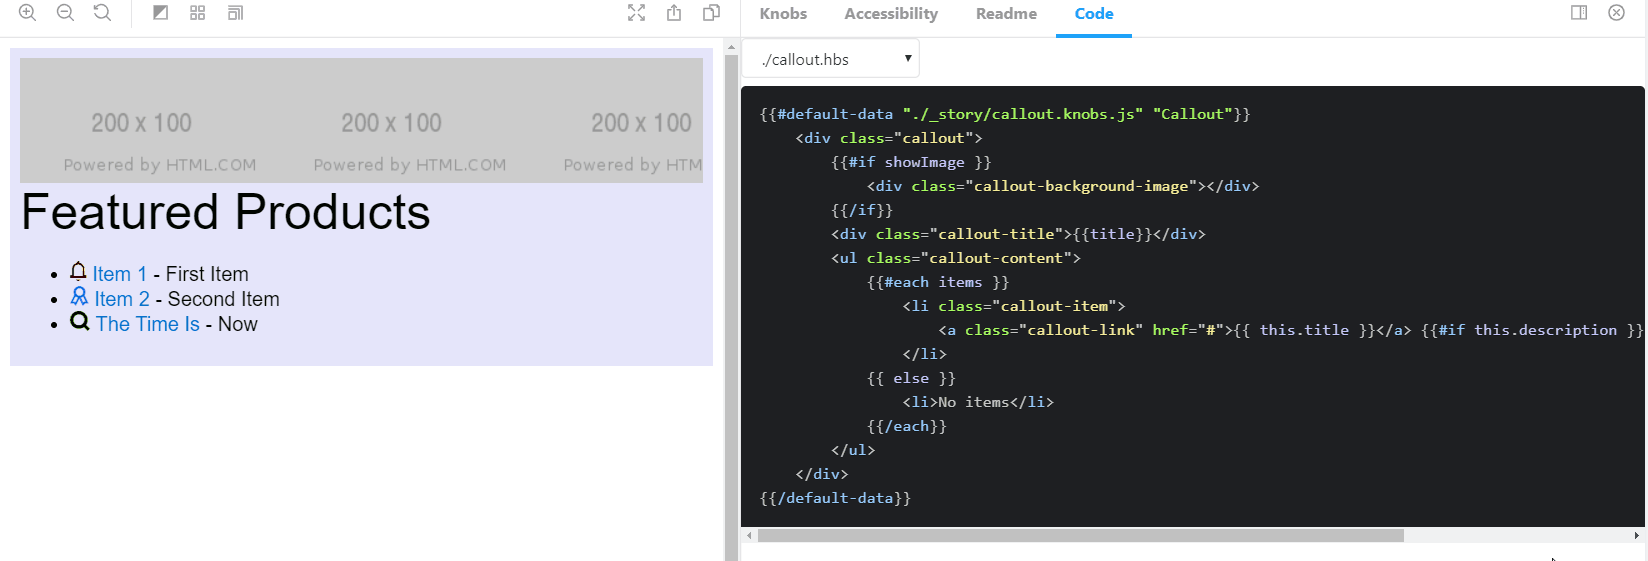 Knobs Accessibility Readme Code
./callout.hbs
200 x 100 200 x 100 200 x 100
Powered by HTML.COM Powered by HTML.COM Powered by HTM
Featured Products
Item 1 - First Item
Item 2 - Second Item
The Time Is - Now
{{#default-data "./_story/callout.knobs.js" "Callout"}}
<div class="callout">
{{#if showImage }}
<div class="callout-background-image"></div>
{{/if}}
<div class="callout-title">{{title}}</div>
<ul class="callout-content">
{{#each items }}
<li class="callout-item">
<a class="callout-link" href="#">{{ this.title }}</a> {{#if this.description }}
</li>
{{ else }}
<li>No items</li>
{{/each}}
</ul>
</div>
{{/default-data}}